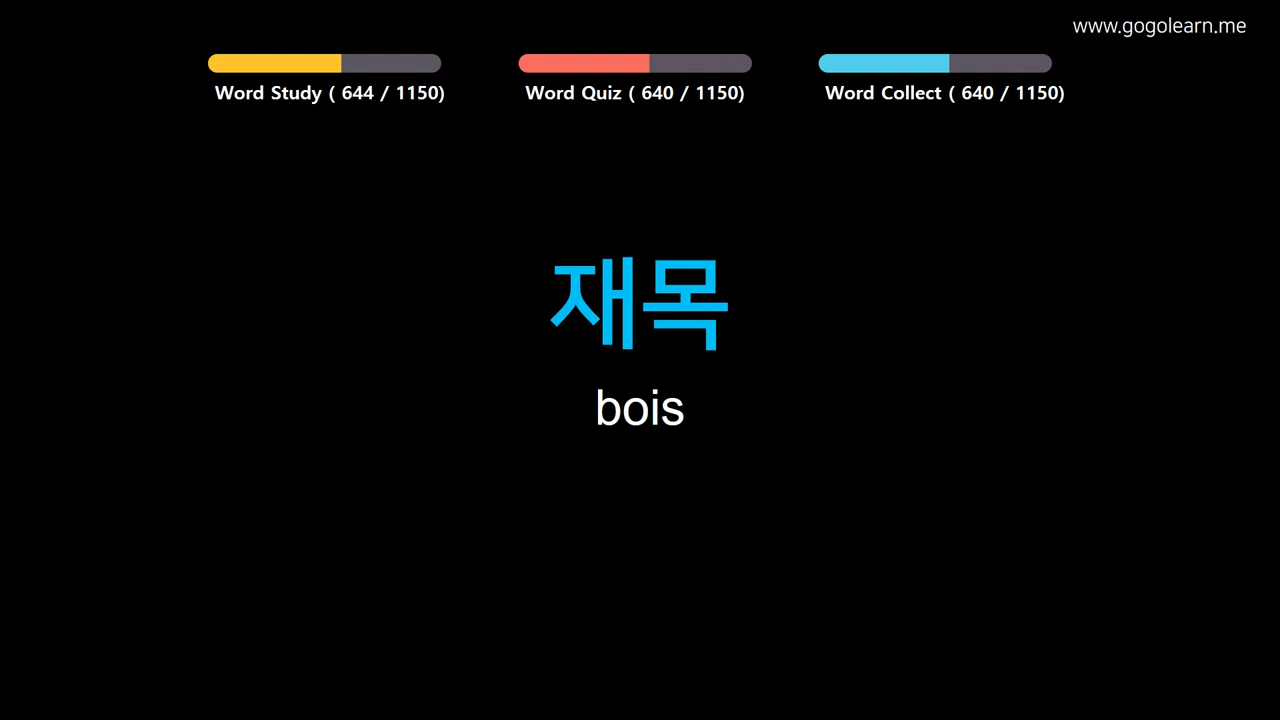 www.gogolearn.me
Word Study ( 644 / 1150)
Word Quiz ( 640 / 1150)
Word Collect ( 640 / 1150)
재목
bois